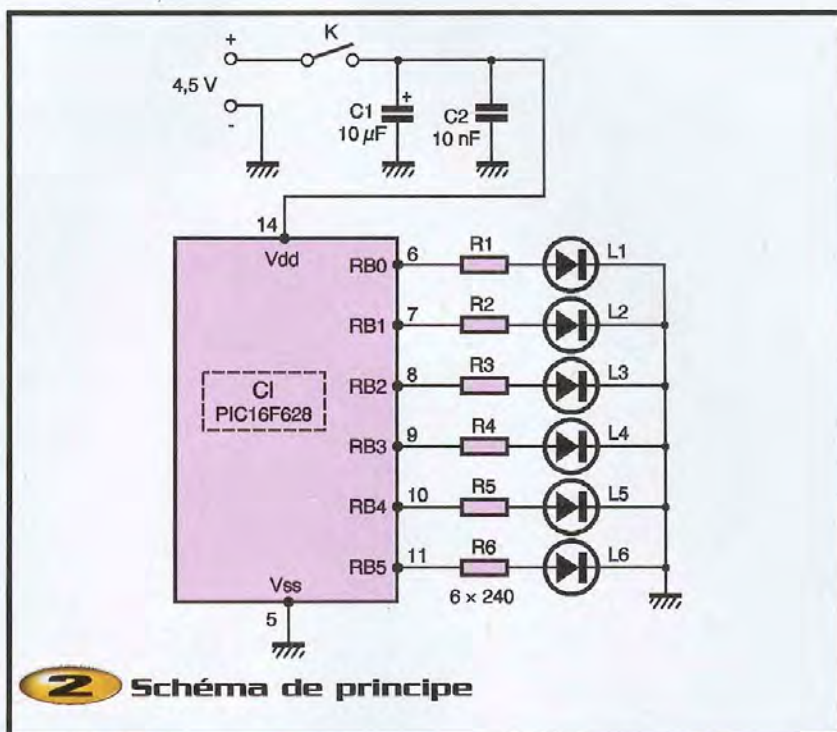 K
+
4,5 V
-
C1
10 µF
+
C2
10 nF
14
Vdd
RB0
6
R1
L1
RB1
7
R2
L2
RB2
8
R3
L3
CI
PIC16F628
RB3
9
R4
L4
RB4
10
R5
L5
RB5
11
R6
L6
6 × 240
Vss
5
2 Schéma de principe